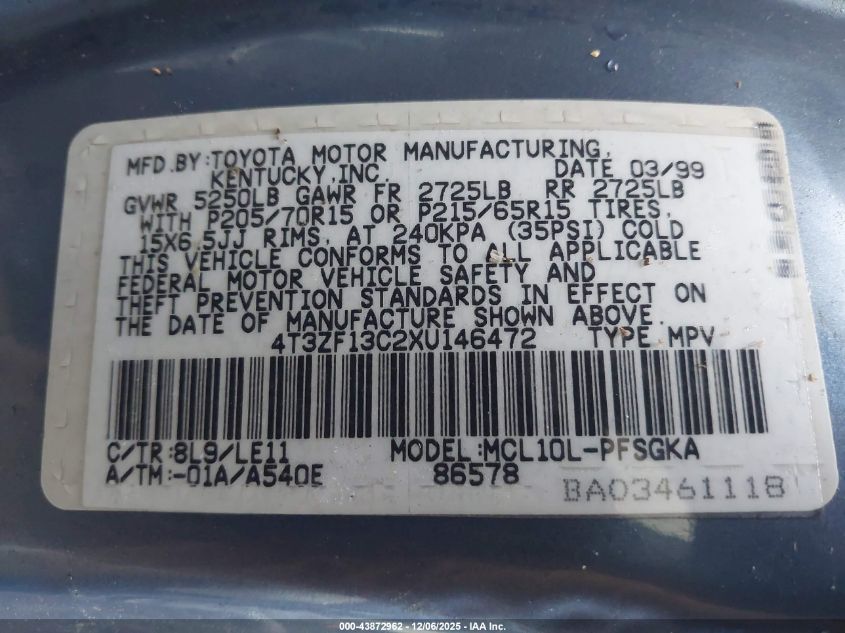 MFD.BY:TOYOTA MOTOR MANUFACTURING,
KENTUCKY,INC. DATE 03/99
GVWR 5250LB GAWR FR 2725LB RR 2725LB
WITH P205/70R15 OR P215/65R15 TIRES,
15X6.5JJ RIMS, AT 240KPA (35PSI) COLD
THIS VEHICLE CONFORMS TO ALL APPLICABLE
FEDERAL MOTOR VEHICLE SAFETY AND
THEFT PREVENTION STANDARDS IN EFFECT ON
THE DATE OF MANUFACTURE SHOWN ABOVE.
4T3ZF13C2XU146472 TYPE MPV
C/TR:8L9/LE11 MODEL:MCL10L-PFSGKA
A/TM:-01A/A540E 86578
BA03461118
000-43872962 - 12/06/2025 - IAA Inc.